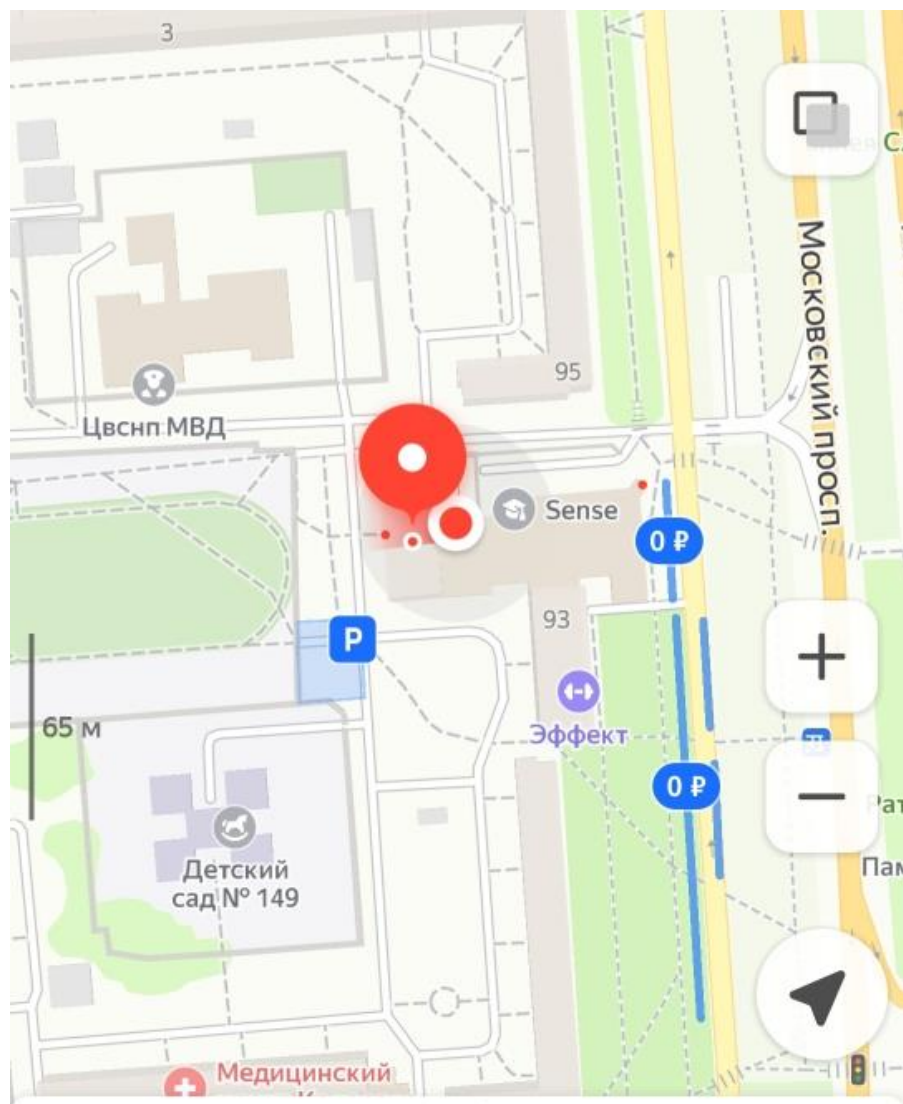 3
Московский просп.
95
Цвснп МВД
Sense
0 ₽
93
P
Эффект
65 м
0 ₽
Детский
сад № 149
Медицинский